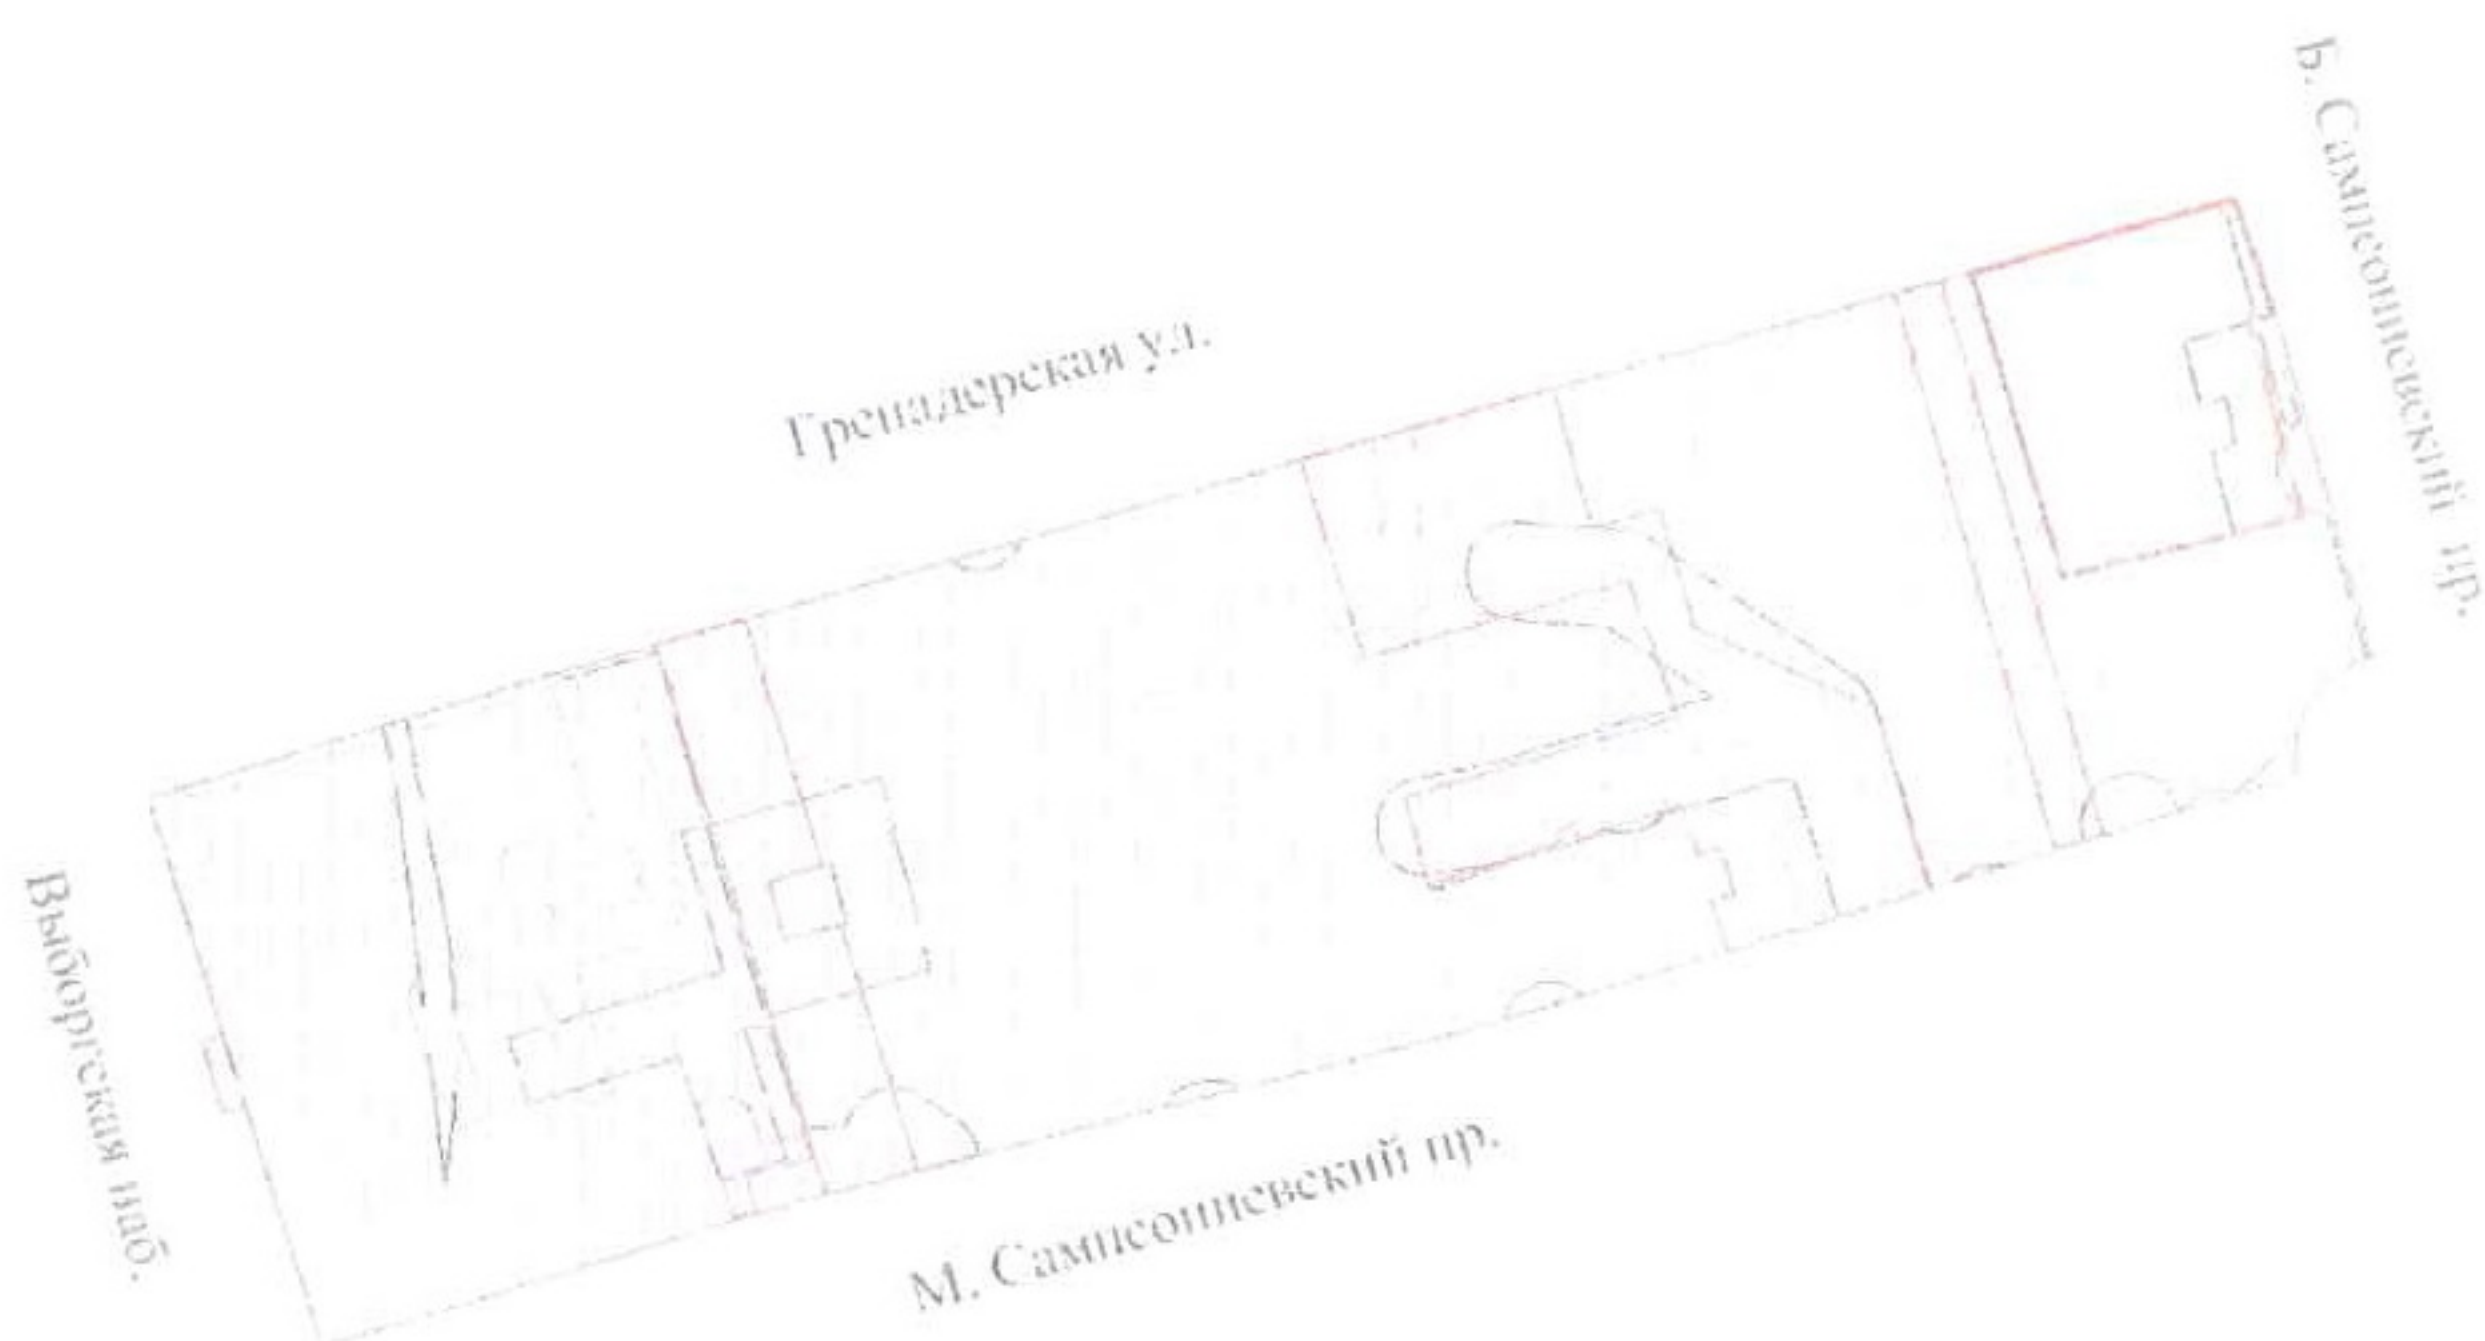 Б. Сампсониевский пр.
Гренадерская ул.
Выборгская наб.
М. Сампсониевский пр.